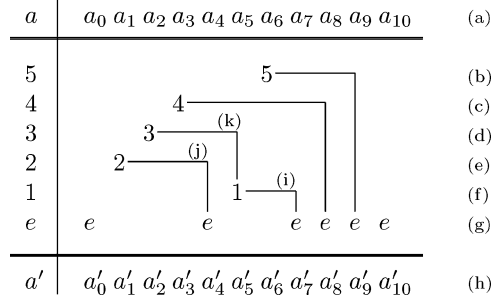 a a₀ a₁ a₂ a₃ a₄ a₅ a₆ a₇ a₈ a₉ a₁₀ (a)
5 5 (b)
4 4 (c)
3 3 (k) (d)
2 2 (j) (e)
1 1 (i) (f)
e e e e e e e (g)
a′ a′₀ a′₁ a′₂ a′₃ a′₄ a′₅ a′₆ a′₇ a′₈ a′₉ a′₁₀ (h)